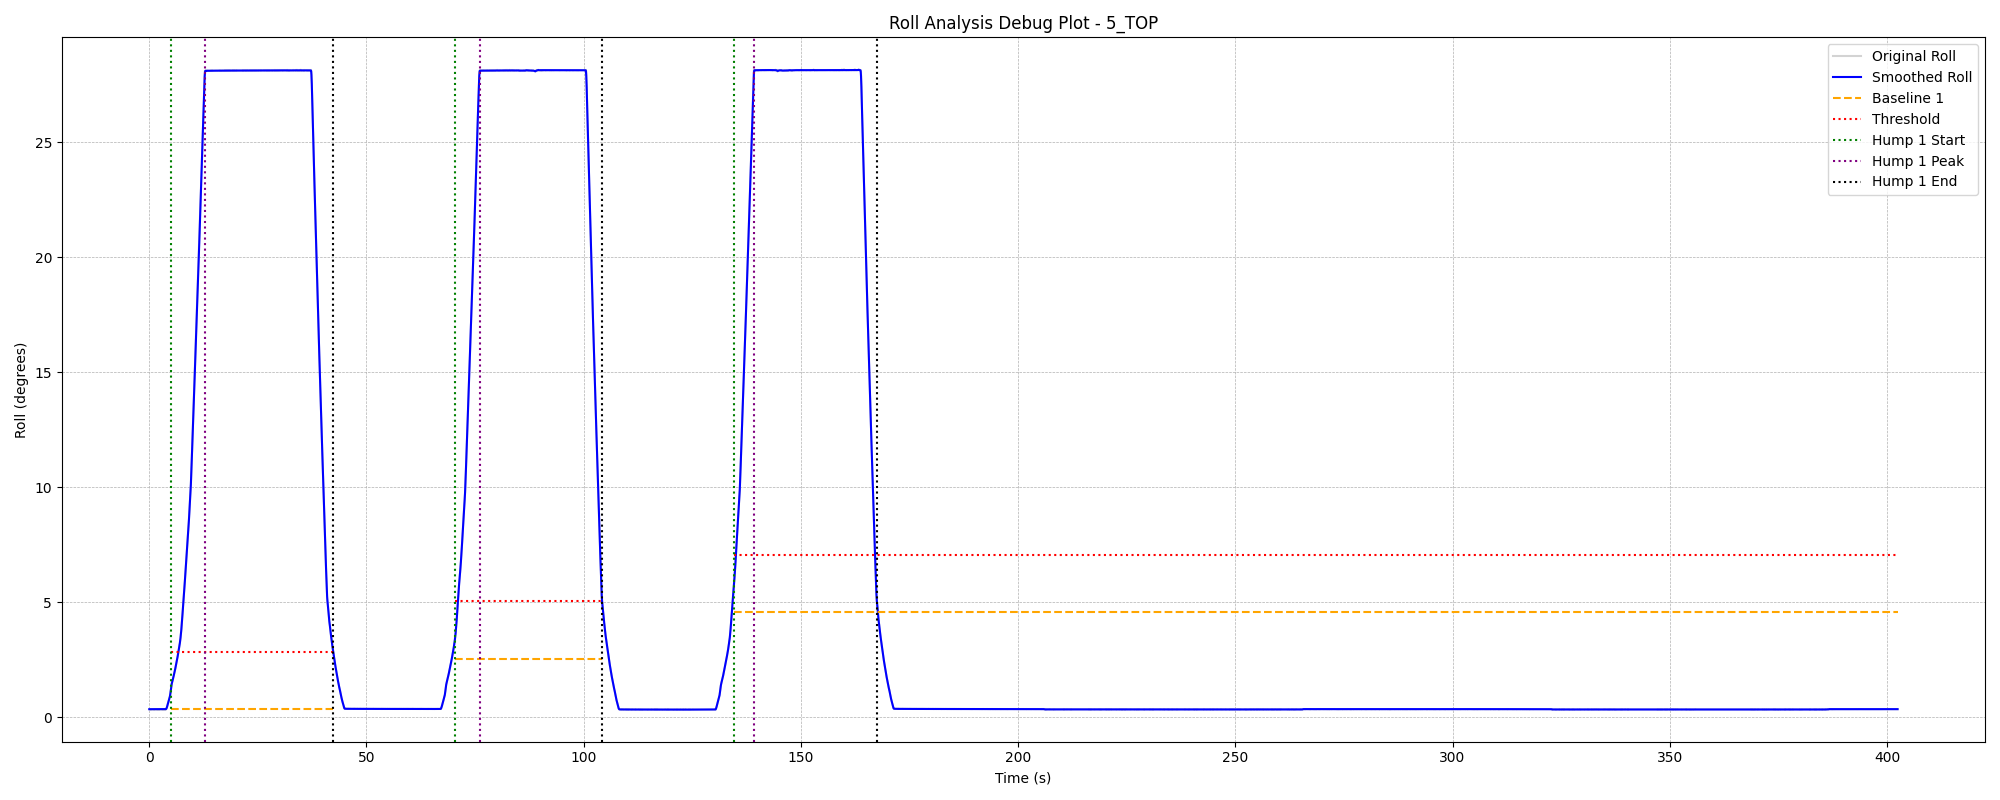 Roll Analysis Debug Plot - 5_TOP
Original Roll
Smoothed Roll
Baseline 1
Threshold
Hump 1 Start
Hump 1 Peak
Hump 1 End
Roll (degrees)
25
20
15
10
5
0
0 50 100 150 200 250 300 350 400
Time (s)